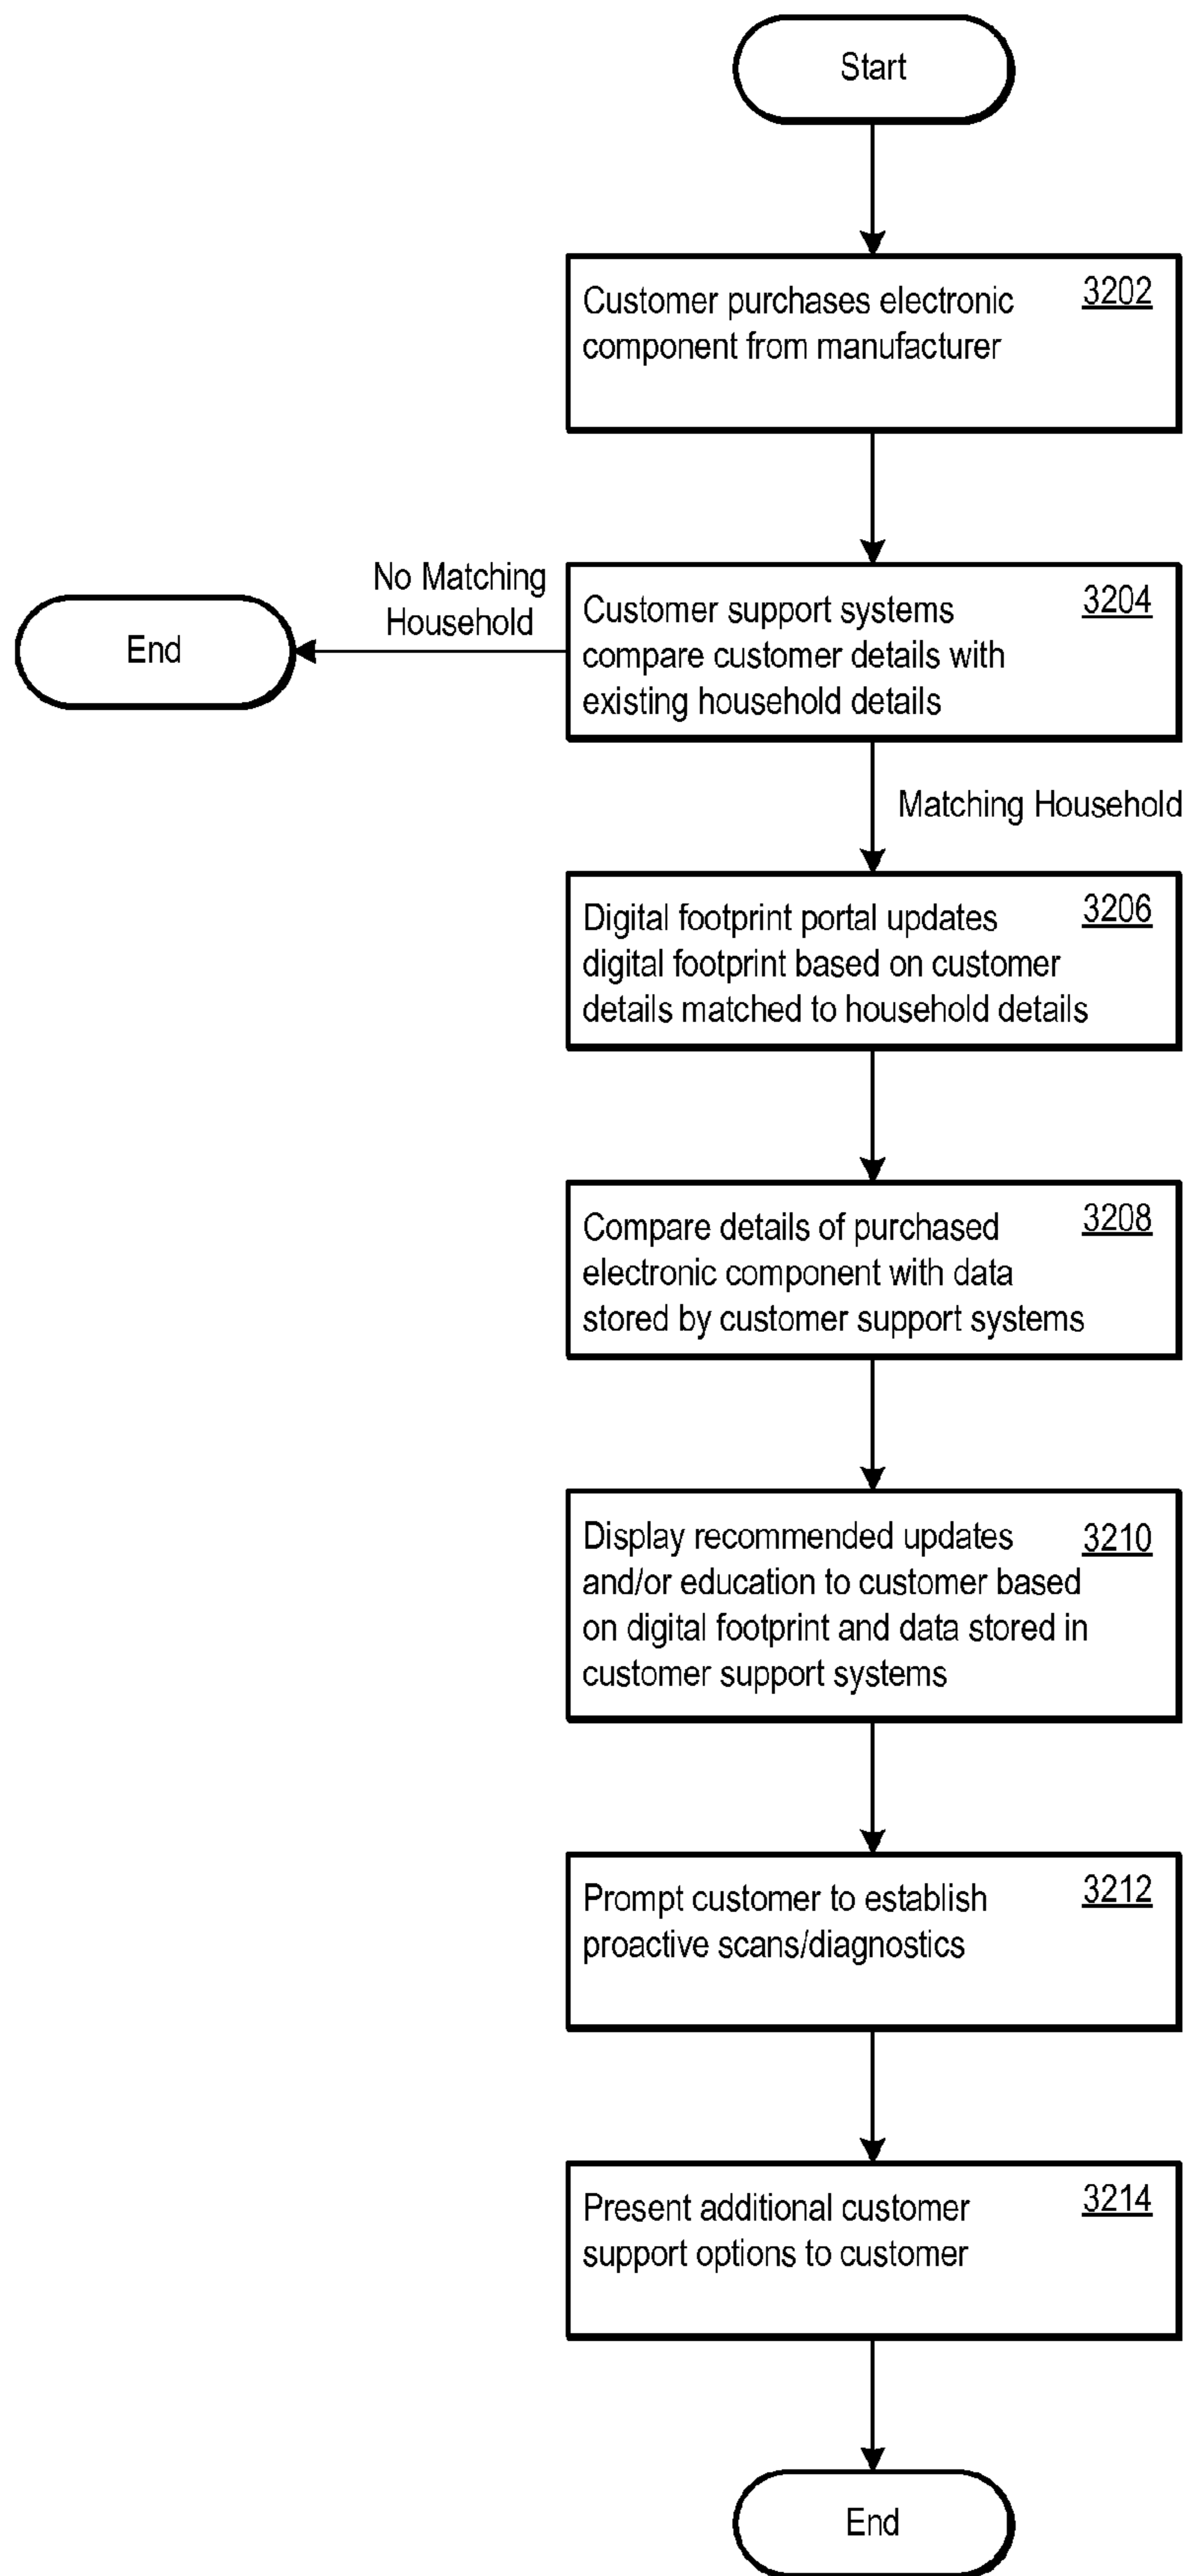 Start
3202
Customer purchases electronic
component from manufacturer
No Matching
Household
End
3204
Customer support systems
compare customer details with
existing household details
Matching Household
3206
Digital footprint portal updates
digital footprint based on customer
details matched to household details
3208
Compare details of purchased
electronic component with data
stored by customer support systems
3210
Display recommended updates
and/or education to customer based
on digital footprint and data stored in
customer support systems
3212
Prompt customer to establish
proactive scans/diagnostics
3214
Present additional customer
support options to customer
End